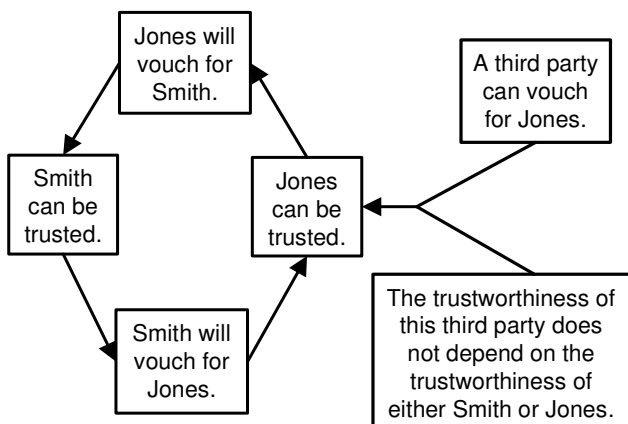 Jones will
vouch for
Smith.
A third party
can vouch
for Jones.
Smith
can be
trusted.
Jones
can be
trusted.
Smith will
vouch for
Jones.
The trustworthiness of
this third party does
not depend on the
trustworthiness of
either Smith or Jones.